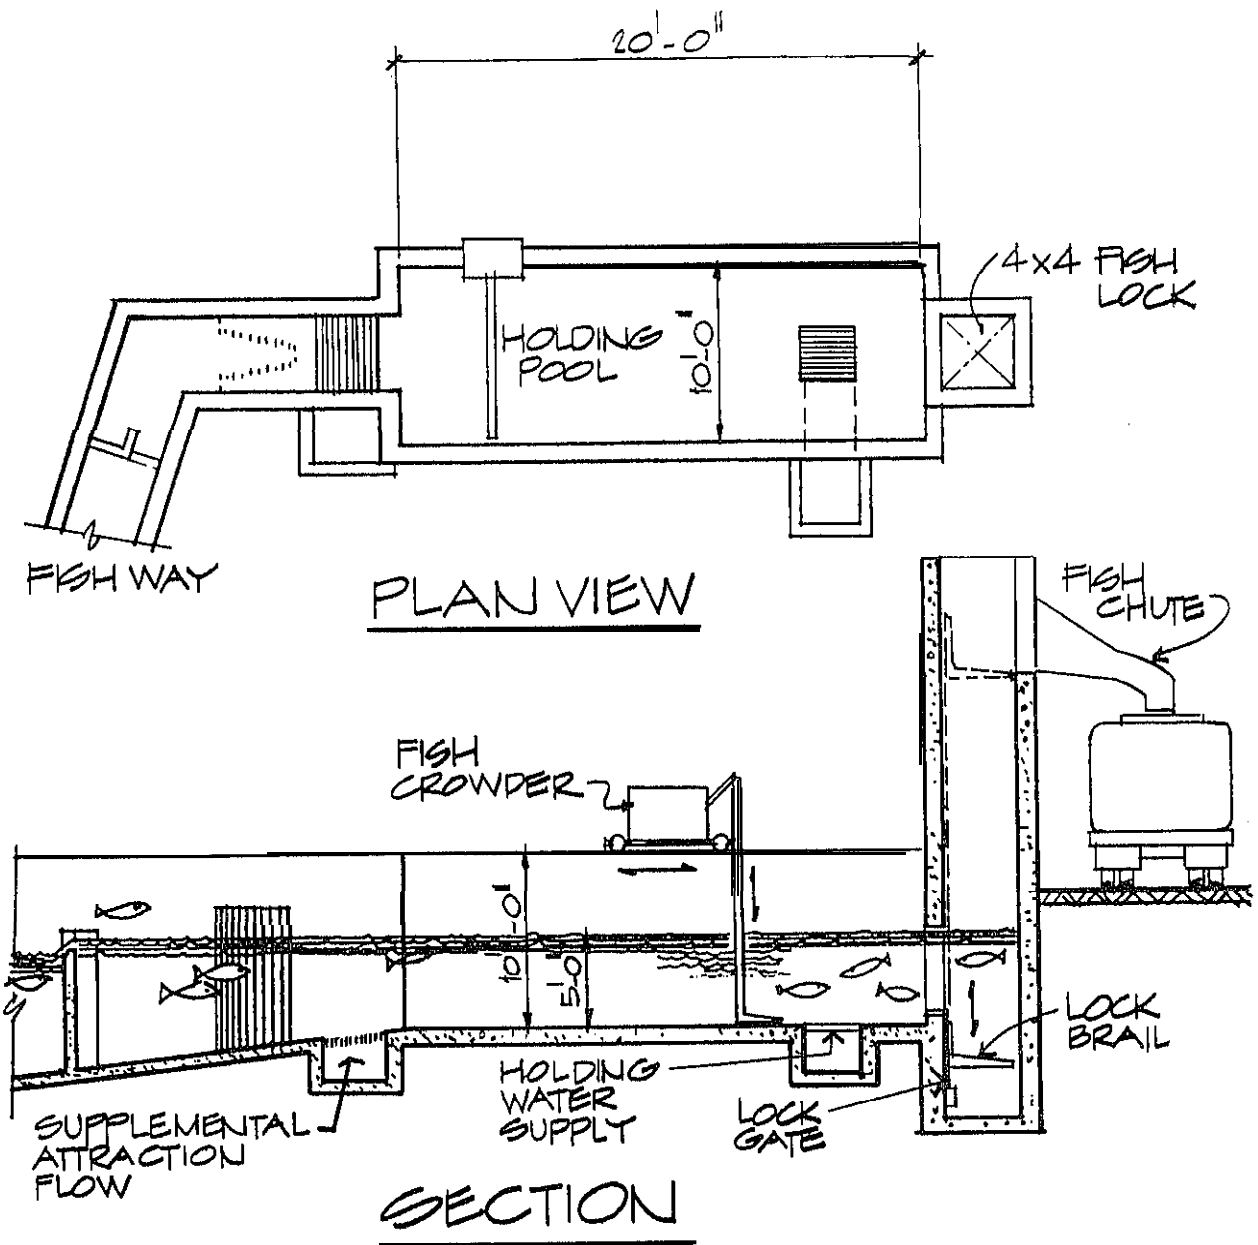 20'-0"
4x4 FISH
LOCK
HOLDING
POOL
10'-0"
FISH WAY
PLAN VIEW
FISH
CHUTE
FISH
CROWDER
10'-0"
5'-0"
LOCK
BRAIL
HOLDING
WATER
SUPPLY
LOCK
GATE
SUPPLEMENTAL
ATTRACTION
FLOW
SECTION